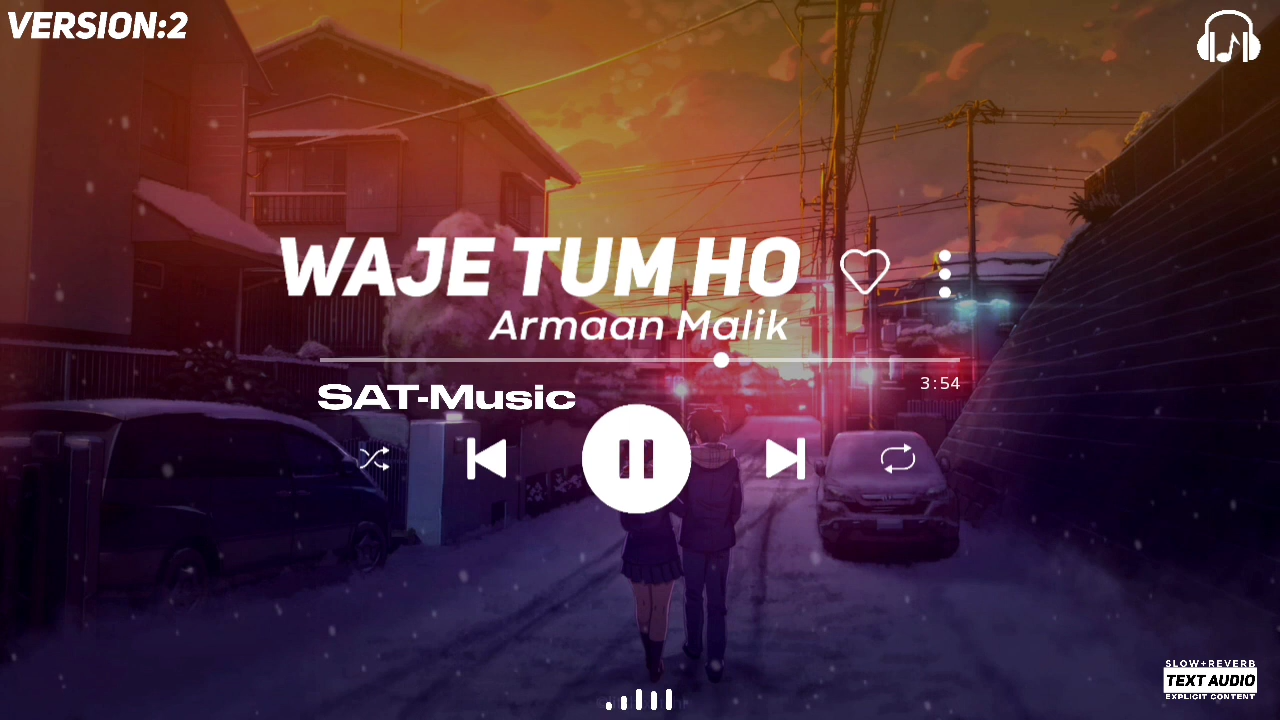 VERSION:2
WAJE TUM HO
Armaan Malik
3:54
SAT-Music
SLOW+REVERB
TEXT AUDIO
EXPLICIT CONTENT